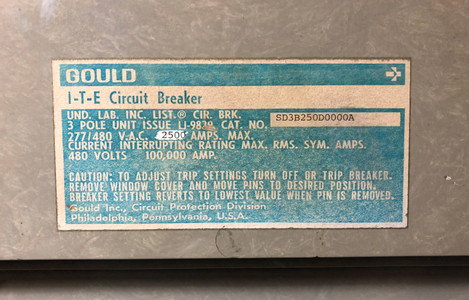 GOULD
I-T-E Circuit Breaker
UND. LAB. INC. LIST.® CIR. BRK.
3 POLE UNIT ISSUE LJ-9839, CAT. NO. SD3B250D0000A
277/480 V.A.C. 2500 AMPS. MAX.
CURRENT INTERRUPTING RATING MAX. RMS. SYM. AMPS.
480 VOLTS 100,000 AMP.
CAUTION: TO ADJUST TRIP SETTINGS TURN OFF OR TRIP BREAKER.
REMOVE WINDOW COVER AND MOVE PINS TO DESIRED POSITION.
BREAKER SETTING REVERTS TO LOWEST VALUE WHEN PIN IS REMOVED.
Gould Inc., Circuit Protection Division
Philadelphia, Pennsylvania, U.S.A.